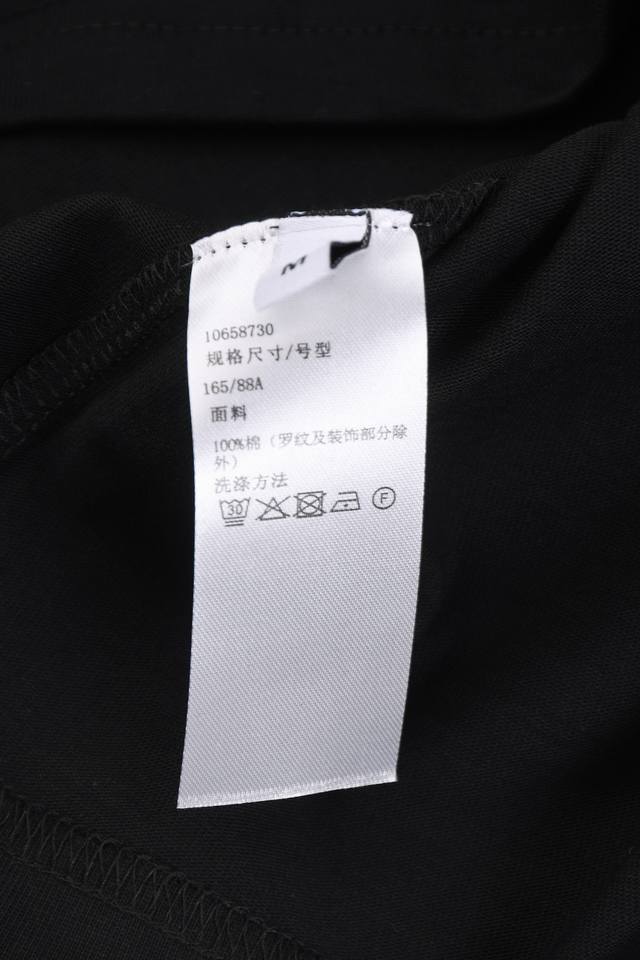 M
10658730
规格尺寸/号型
165/88A
面料
100%棉（罗纹及装饰部分除
外）
洗涤方法
30 F